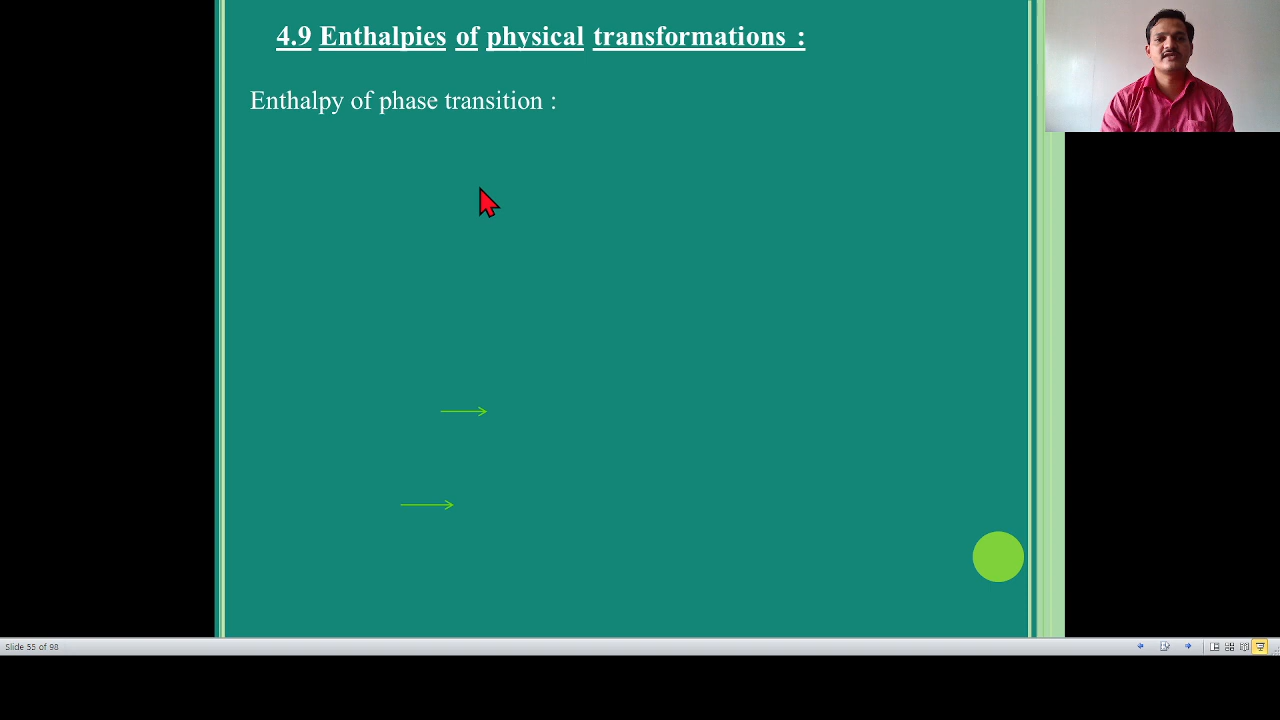 4.9 Enthalpies of physical transformations :
Enthalpy of phase transition :
Slide 55 of 98